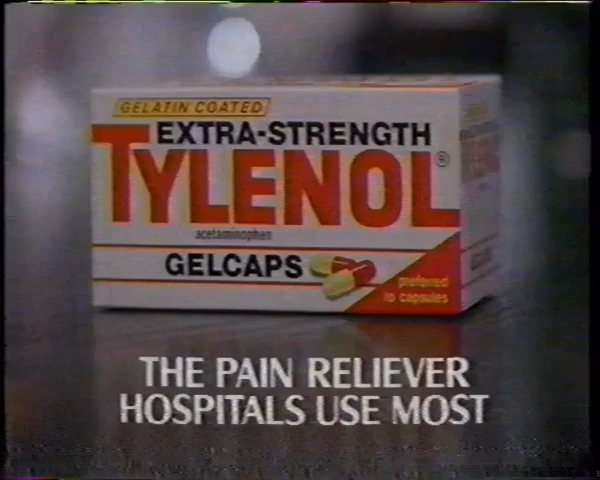 GELATIN COATED
EXTRA-STRENGTH
TYLENOL®
acetaminophen
GELCAPS
preferred
to capsules
THE PAIN RELIEVER
HOSPITALS USE MOST